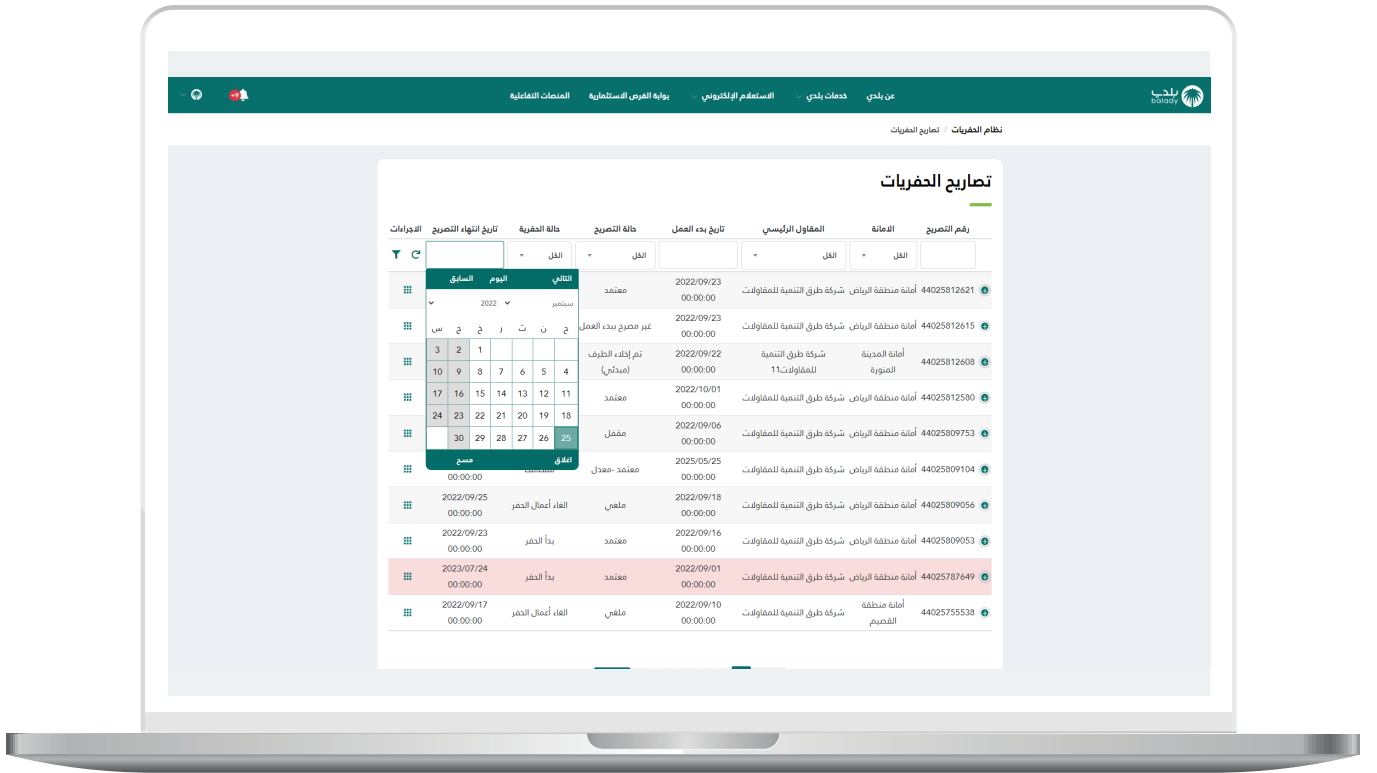 بلدي
balady
عن بلدي
خدمات بلدي
الاستعلام الإلكتروني
بوابة الفرص الاستثمارية
المنصات التفاعلية
+9
نظام الحفريات / تصاريح الحفريات
تصاريح الحفريات
رقم التصريح الامانة المقاول الرئيسي تاريخ بدء العمل حالة التصريح حالة الحفرية تاريخ انتهاء التصريح الاجراءات
الكل الكل الكل الكل
التالي اليوم السابق
سبتمبر 2022
ح ن ث ر خ ج س
1 2 3
4 5 6 7 8 9 10
11 12 13 14 15 16 17
18 19 20 21 22 23 24
25 26 27 28 29 30
اغلاق مسح
44025812621 أمانة منطقة الرياض شركة طرق التنمية للمقاولات 2022/09/23 00:00:00 معتمد
44025812615 أمانة منطقة الرياض شركة طرق التنمية للمقاولات 2022/09/23 00:00:00 غير مصرح ببدء العمل
44025812608 أمانة المدينة المنورة شركة طرق التنمية للمقاولات11 2022/09/22 00:00:00 تم إخلاء الطرف (مبدئي)
44025812580 أمانة منطقة الرياض شركة طرق التنمية للمقاولات 2022/10/01 00:00:00 معتمد
44025809753 أمانة منطقة الرياض شركة طرق التنمية للمقاولات 2022/09/06 00:00:00 مقفل
44025809104 أمانة منطقة الرياض شركة طرق التنمية للمقاولات 2025/05/25 00:00:00 معتمد -معدل 00:00:00
44025809056 أمانة منطقة الرياض شركة طرق التنمية للمقاولات 2022/09/18 00:00:00 ملغي الغاء أعمال الحفر 2022/09/25 00:00:00
44025809053 أمانة منطقة الرياض شركة طرق التنمية للمقاولات 2022/09/16 00:00:00 معتمد بدأ الحفر 2022/09/23 00:00:00
44025787649 أمانة منطقة الرياض شركة طرق التنمية للمقاولات 2022/09/01 00:00:00 معتمد بدأ الحفر 2023/07/24 00:00:00
44025755538 أمانة منطقة القصيم شركة طرق التنمية للمقاولات 2022/09/10 00:00:00 ملغي الغاء أعمال الحفر 2022/09/17 00:00:00